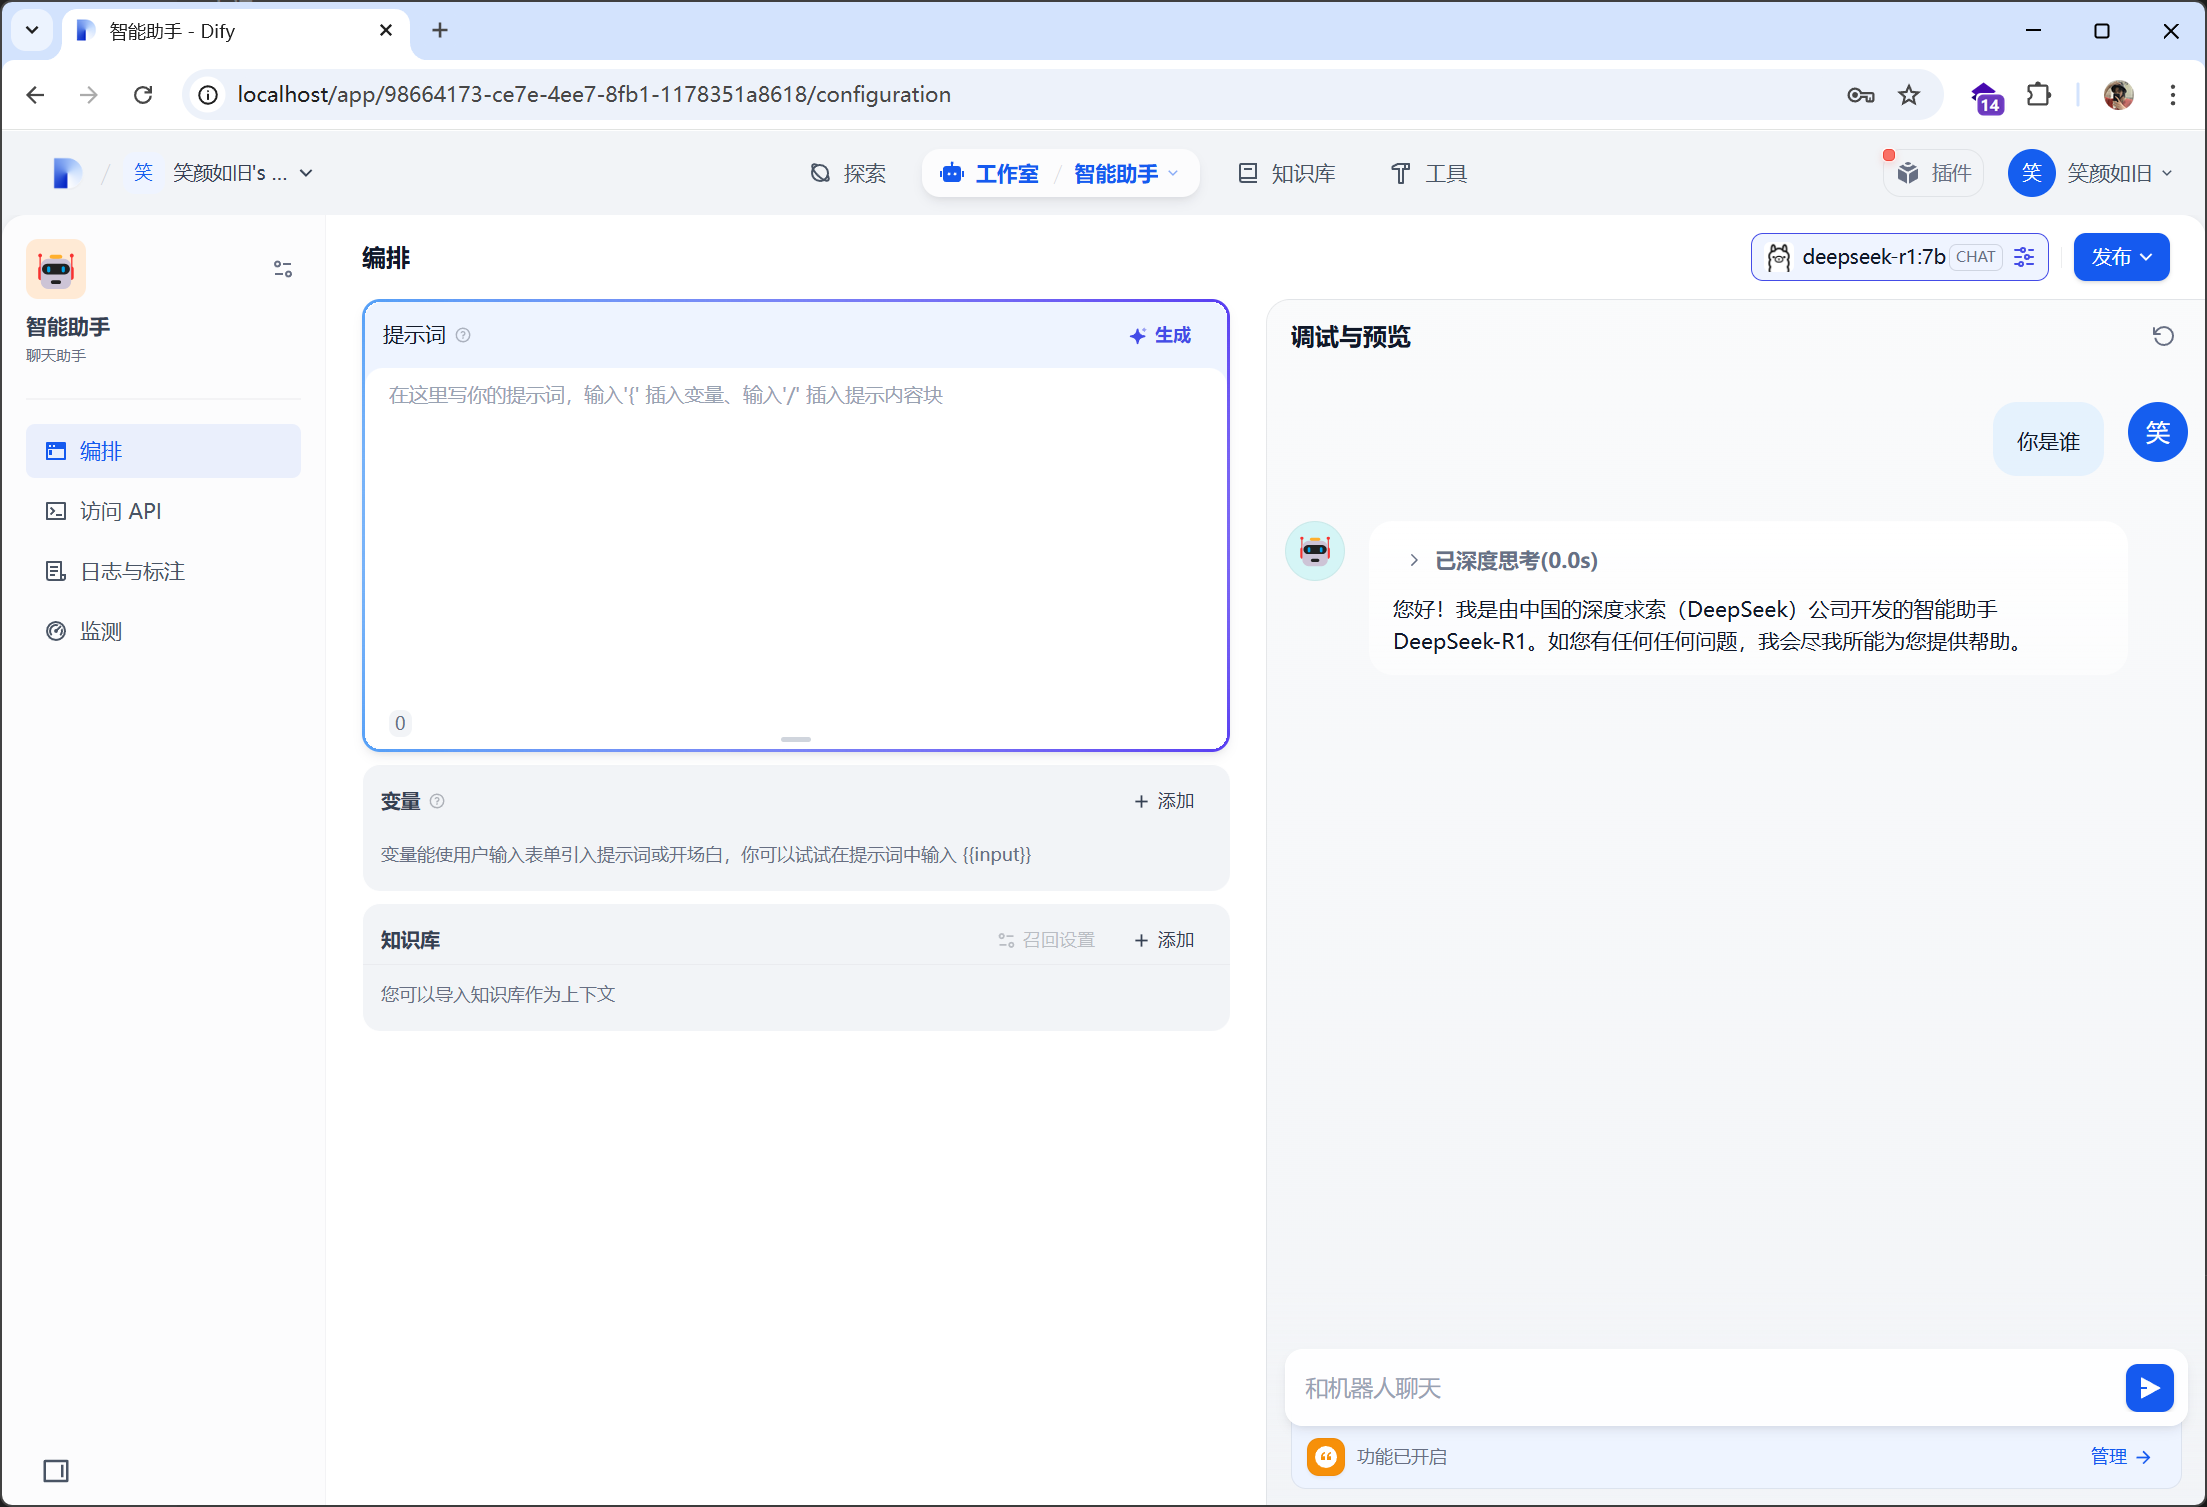 智能助手 - Dify
localhost/app/98664173-ce7e-4ee7-8fb1-1178351a8618/configuration
14
/ 笑 笑颜如旧's ...
探索
工作室 / 智能助手
知识库
工具
插件
笑 笑颜如旧
智能助手
聊天助手
编排
访问 API
日志与标注
监测
编排
deepseek-r1:7b CHAT
发布
提示词
生成
在这里写你的提示词，输入'{' 插入变量、输入'/' 插入提示内容块
0
变量
添加
变量能使用户输入表单引入提示词或开场白，你可以试试在提示词中输入 {{input}}
知识库
召回设置
添加
您可以导入知识库作为上下文
调试与预览
你是谁
笑
已深度思考(0.0s)
您好！我是由中国的深度求索（DeepSeek）公司开发的智能助手
DeepSeek-R1。如您有任何任何问题，我会尽我所能为您提供帮助。
和机器人聊天
功能已开启
管理